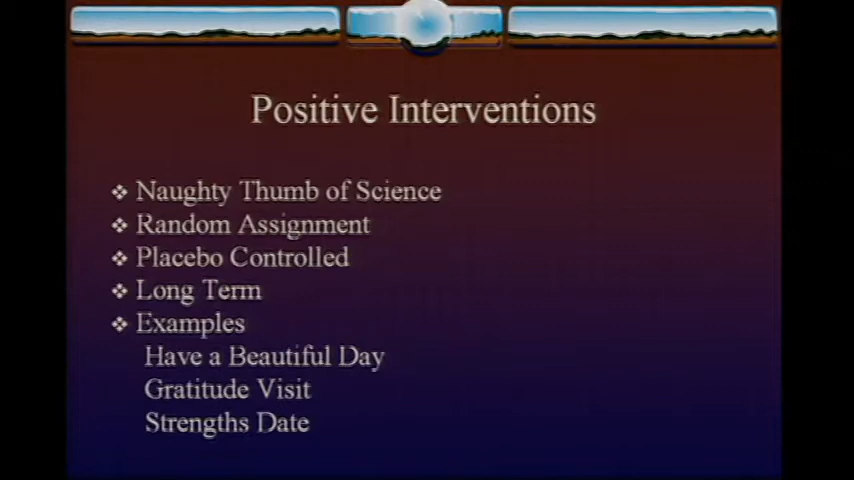 Positive Interventions
❖ Naughty Thumb of Science
❖ Random Assignment
❖ Placebo Controlled
❖ Long Term
❖ Examples
Have a Beautiful Day
Gratitude Visit
Strengths Date